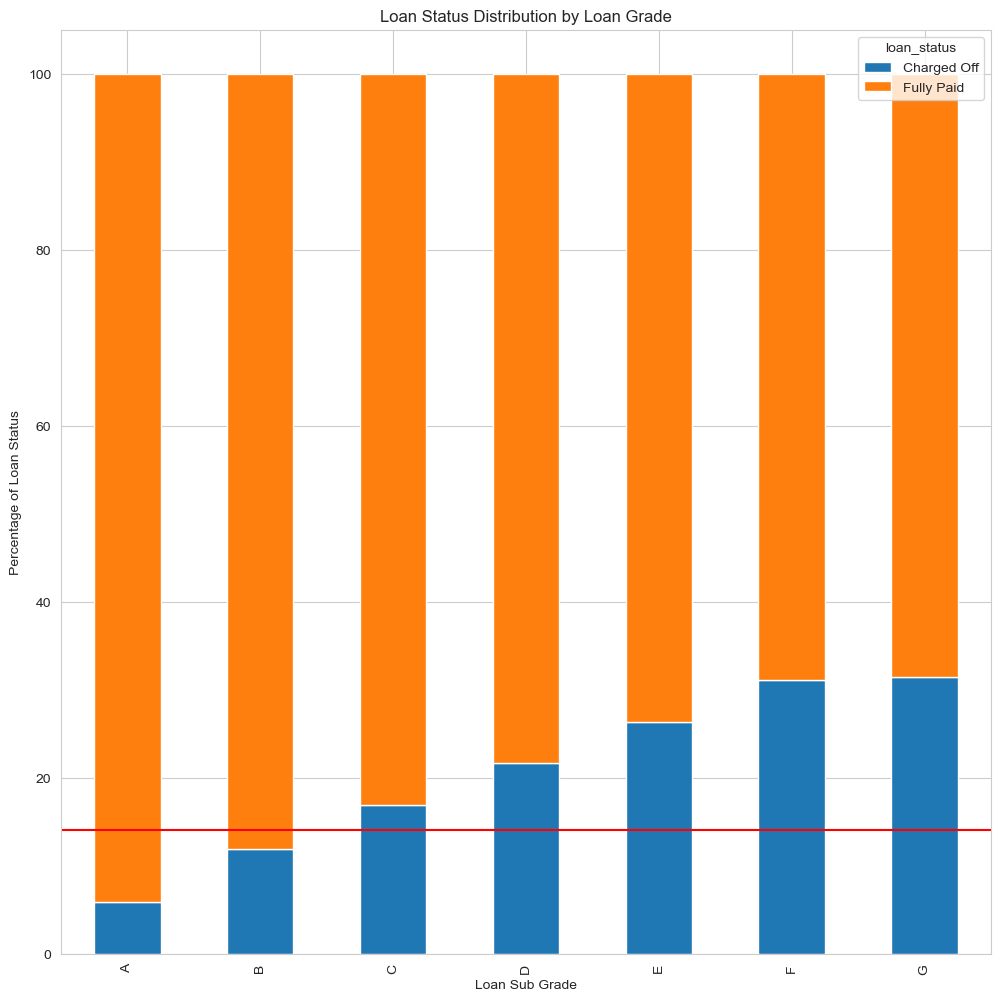 Loan Status Distribution by Loan Grade
loan_status
Charged Off
Fully Paid
100
80
60
40
20
0
Percentage of Loan Status
A
B
C
D
E
F
G
Loan Sub Grade